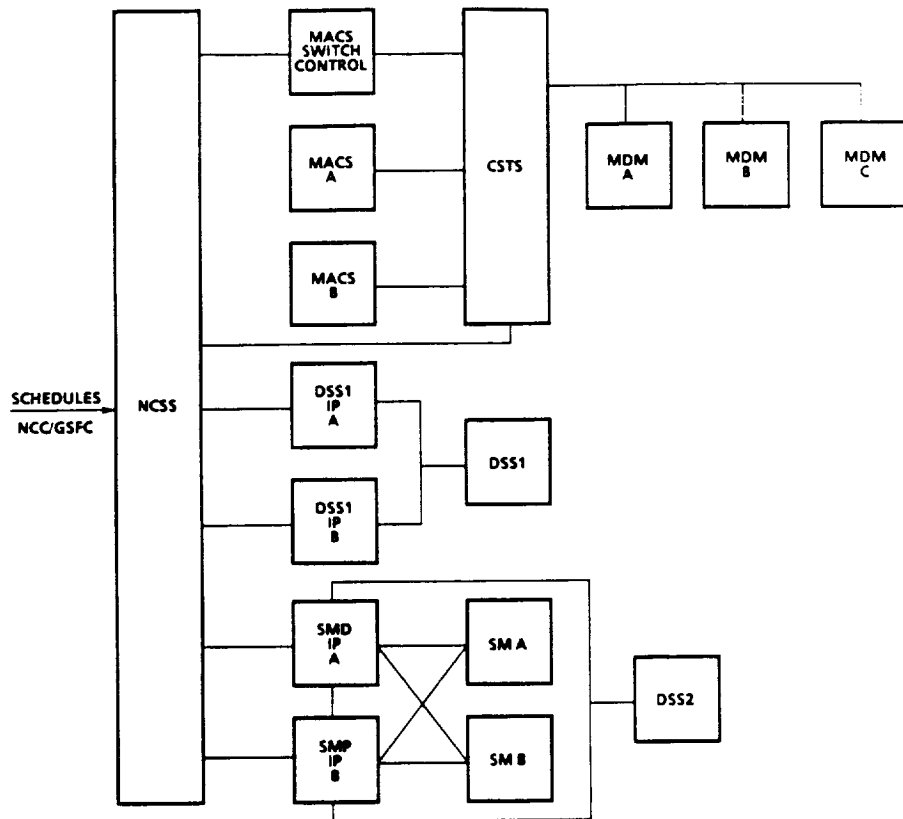 MACS
SWITCH
CONTROL
MACS
A
MACS
B
CSTS
MDM
A
MDM
B
MDM
C
SCHEDULES
NCC/GSFC
NCSS
DSS1
IP
A
DSS1
IP
B
DSS1
SMD
IP
A
SMP
IP
B
SM A
SM B
DSS2